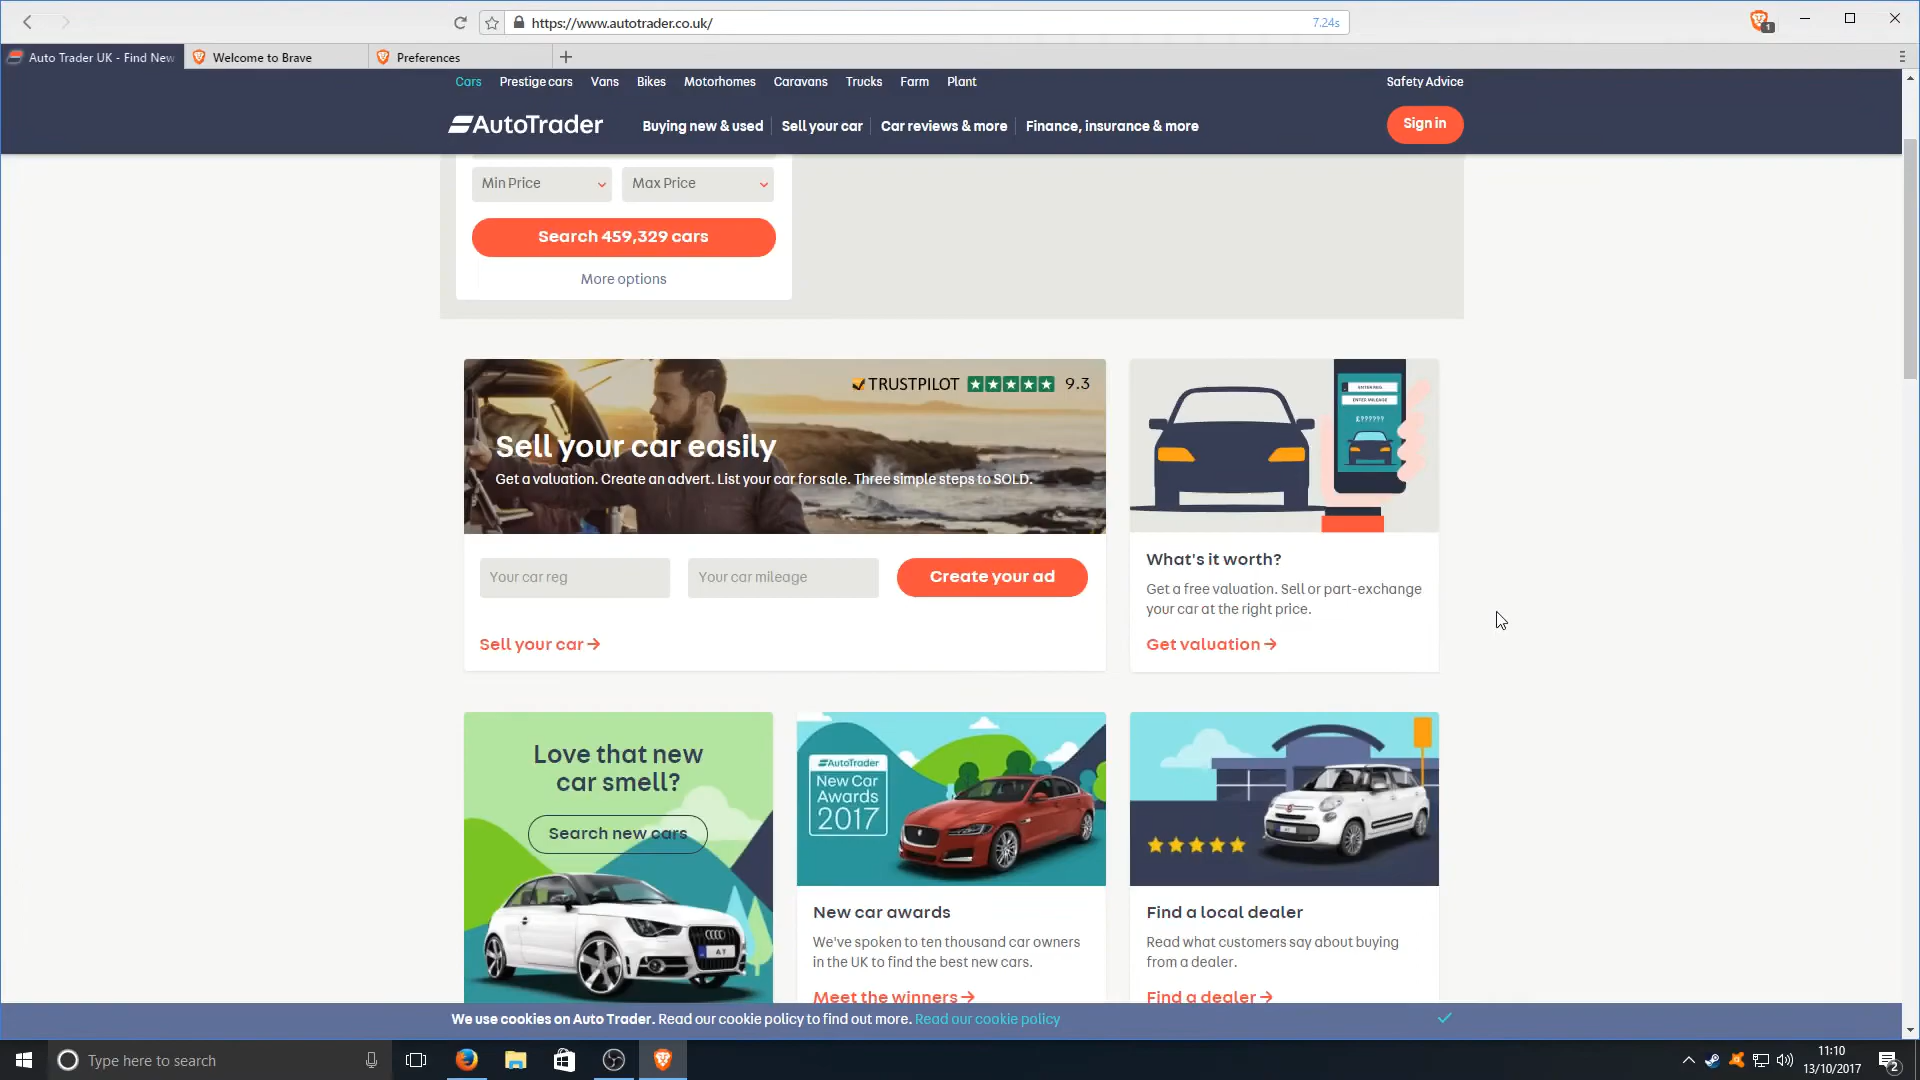 https://www.autotrader.co.uk/
7.24s
1
Auto Trader UK - Find New
Welcome to Brave
Preferences
Cars
Prestige cars
Vans
Bikes
Motorhomes
Caravans
Trucks
Farm
Plant
Safety Advice
AutoTrader
Buying new & used
Sell your car
Car reviews & more
Finance, insurance & more
Sign in
Min Price
Max Price
Search 459,329 cars
More options
TRUSTPILOT 9.3
Sell your car easily
Get a valuation. Create an advert. List your car for sale. Three simple steps to SOLD.
Your car reg
Your car mileage
Create your ad
Sell your car
ENTER REG
ENTER MILEAGE
£??????
What's it worth?
Get a free valuation. Sell or part-exchange
your car at the right price.
Get valuation
Love that new
car smell?
Search new cars
AutoTrader
New Car
Awards
2017
New car awards
We've spoken to ten thousand car owners
in the UK to find the best new cars.
Meet the winners
Find a local dealer
Read what customers say about buying
from a dealer.
Find a dealer
We use cookies on Auto Trader. Read our cookie policy to find out more. Read our cookie policy
Type here to search
11:10
13/10/2017
2